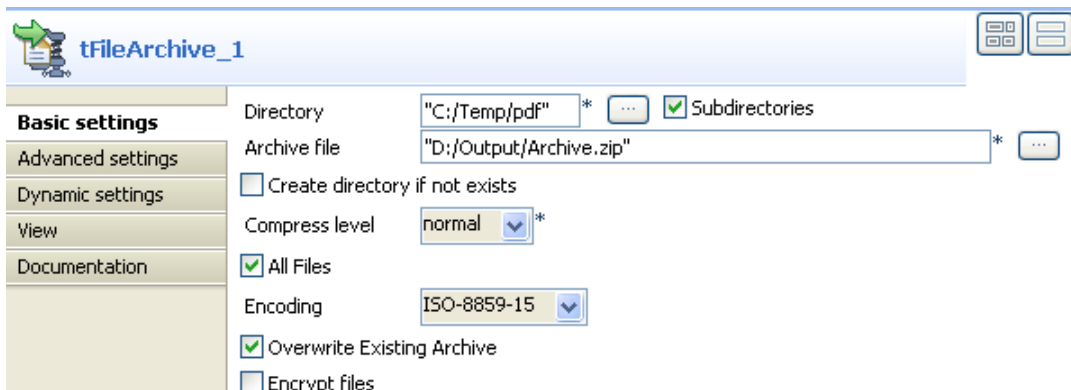 tFileArchive_1
Basic settings
Advanced settings
Dynamic settings
View
Documentation
Directory "C:/Temp/pdf" * ... Subdirectories
Archive file "D:/Output/Archive.zip" * ...
Create directory if not exists
Compress level normal *
All Files
Encoding ISO-8859-15
Overwrite Existing Archive
Encrypt files